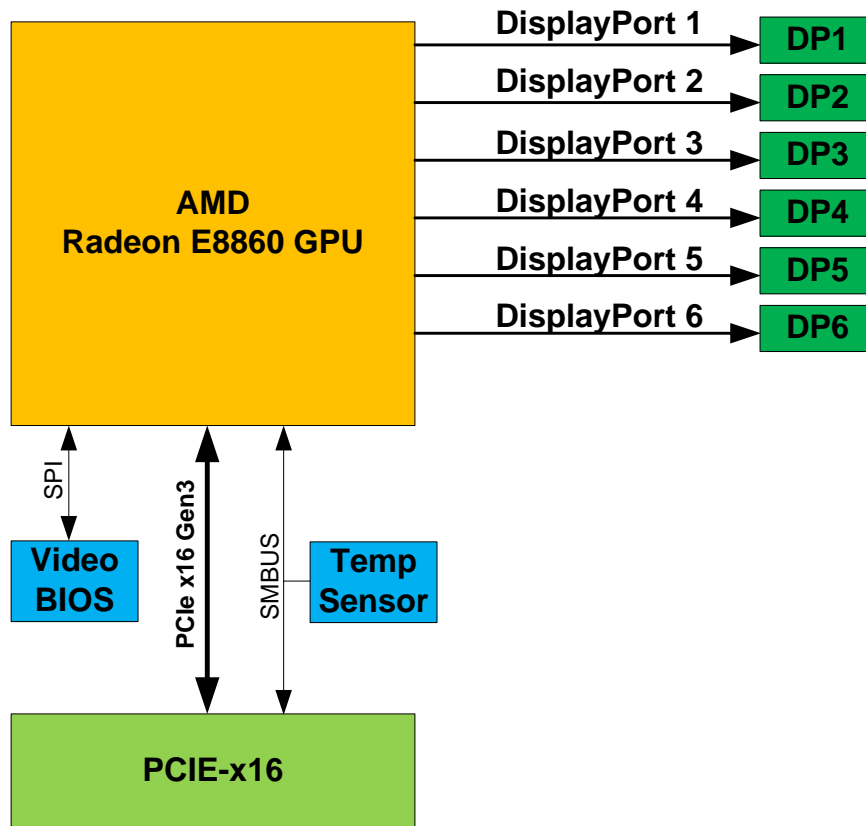 DisplayPort 1
DP1
DisplayPort 2
DP2
DisplayPort 3
DP3
DisplayPort 4
DP4
DisplayPort 5
DP5
DisplayPort 6
DP6
AMD
Radeon E8860 GPU
SPI
PCIe x16 Gen3
SMBUS
Video
BIOS
Temp
Sensor
PCIE-x16